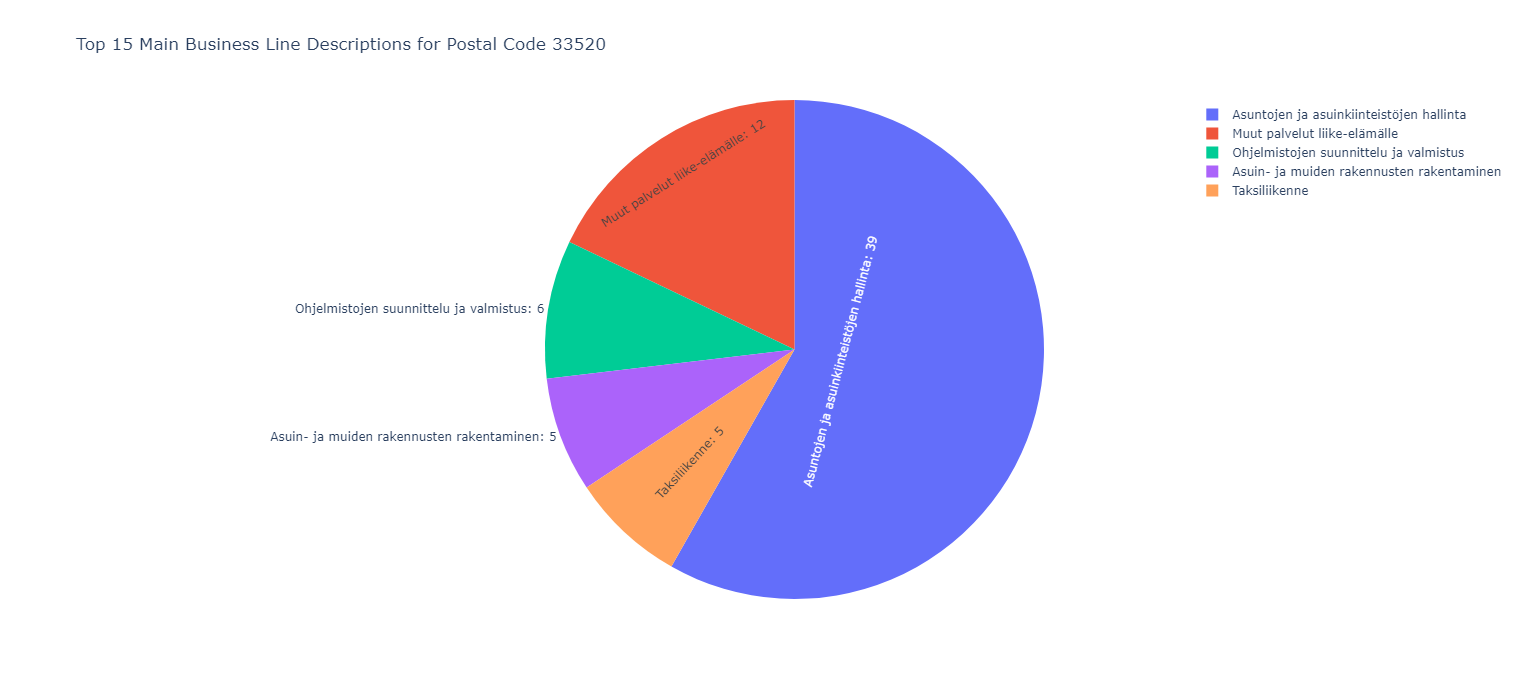 Top 15 Main Business Line Descriptions for Postal Code 33520
Muut palvelut liike-elämälle: 12
Asuntojen ja asuinkiinteistöjen hallinta: 39
Ohjelmistojen suunnittelu ja valmistus: 6
Asuin- ja muiden rakennusten rakentaminen: 5
Taksiliikenne: 5
Asuntojen ja asuinkiinteistöjen hallinta
Muut palvelut liike-elämälle
Ohjelmistojen suunnittelu ja valmistus
Asuin- ja muiden rakennusten rakentaminen
Taksiliikenne